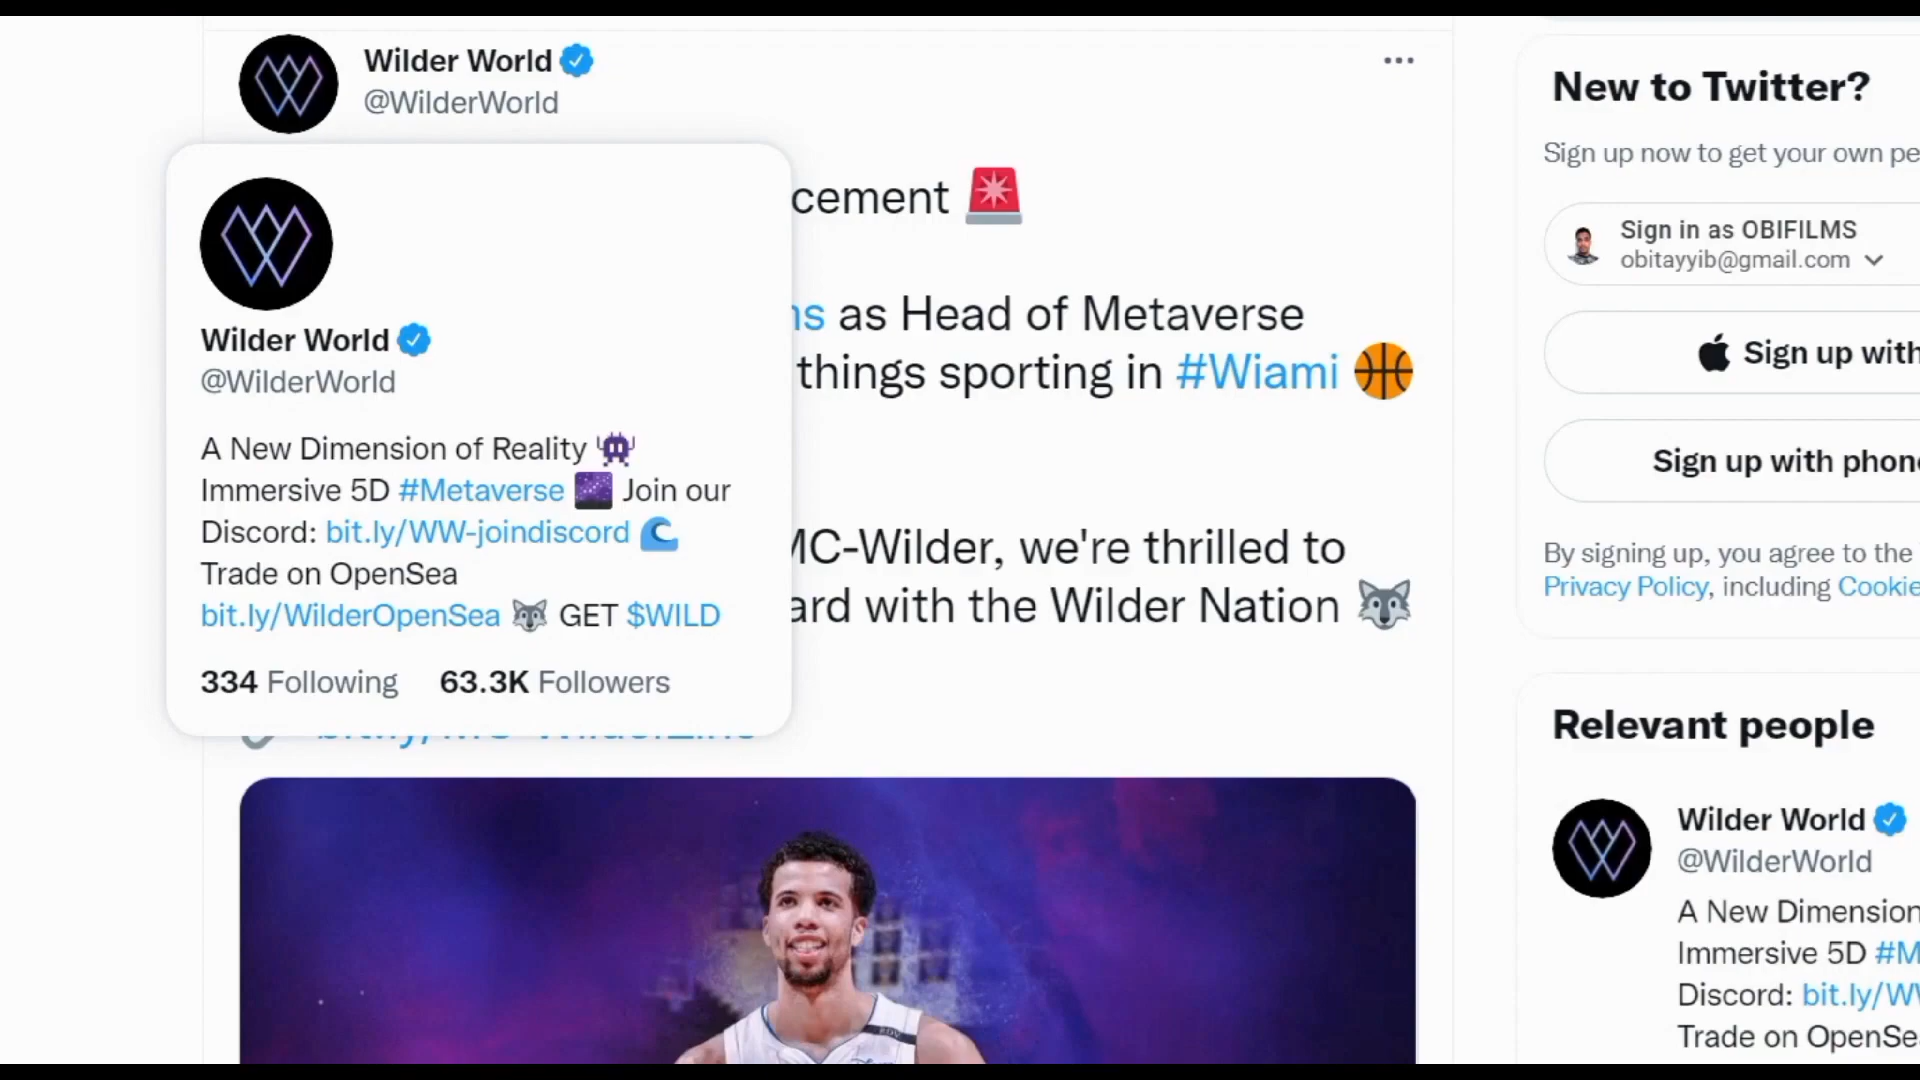 Wilder World
@WilderWorld
cement
as Head of Metaverse
things sporting in #Wiami
MC-Wilder, we're thrilled to
with the Wilder Nation
Wilder World
@WilderWorld
A New Dimension of Reality
Immersive 5D #Metaverse Join our
Discord: bit.ly/WW-joindiscord
Trade on OpenSea
bit.ly/WilderOpenSea GET $WILD
334 Following 63.3K Followers
New to Twitter?
Sign up now to get your own
Sign in as OBIFILMS
obitayyib@gmail.com
Sign up with
Sign up with phon
By signing up, you agree to the
Privacy Policy, including Cookie
Relevant people
Wilder World
@WilderWorld
A New Dimension
Immersive 5D #M
Discord: bit.ly/WW
Trade on OpenSe